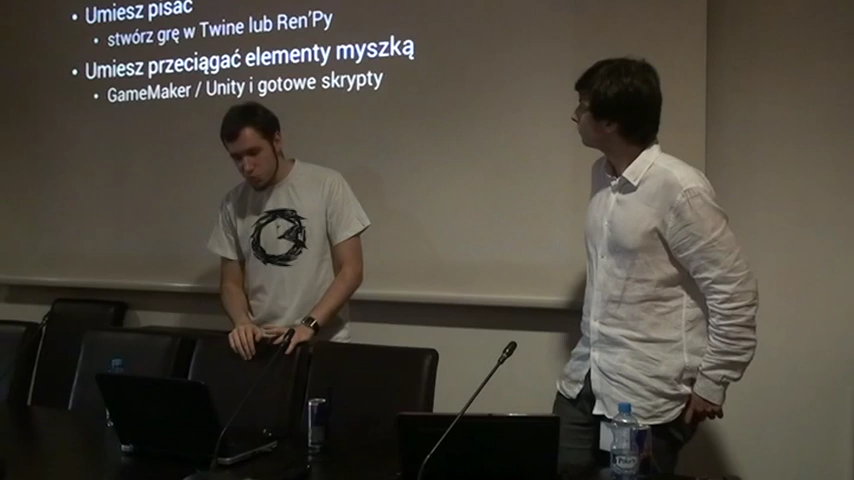 • Umiesz pisać
• stwórz grę w Twine lub Ren'Py
• Umiesz przeciągać elementy myszką
• GameMaker / Unity i gotowe skrypty